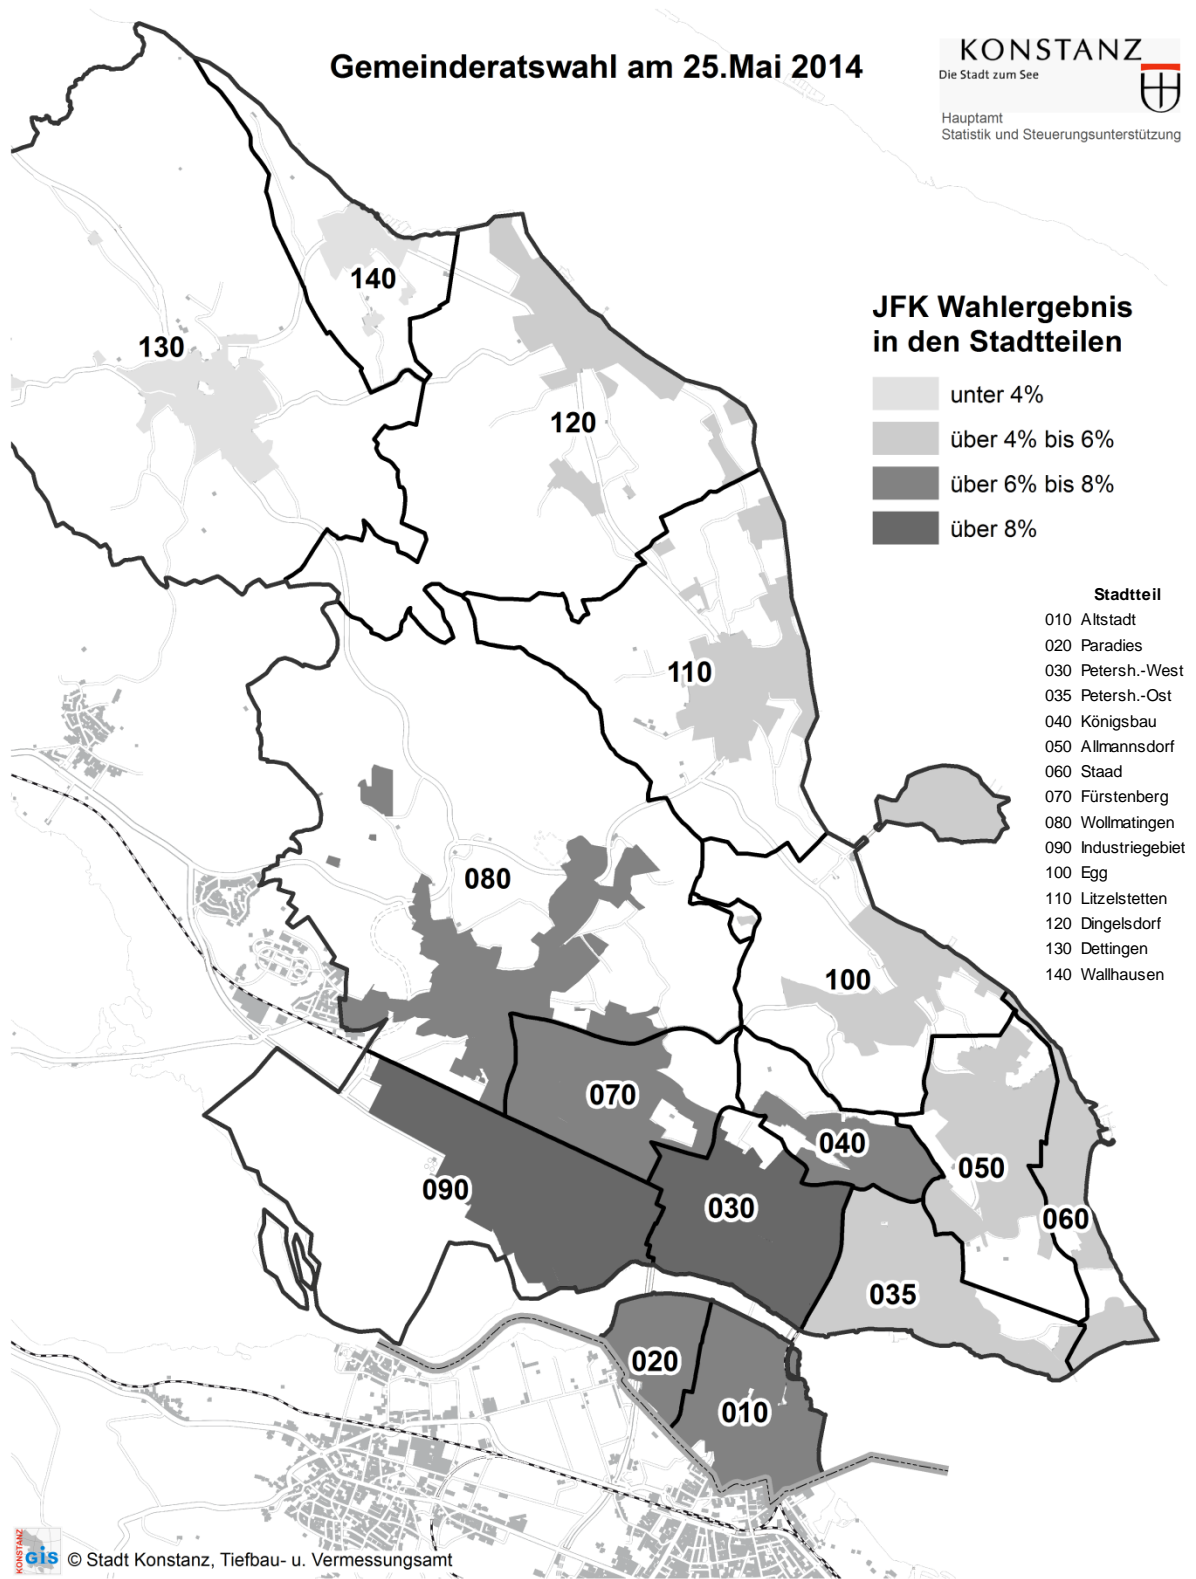 Gemeinderatswahl am 25.Mai 2014
KONSTANZ
Die Stadt zum See
Hauptamt
Statistik und Steuerungsunterstützung
JFK Wahlergebnis
in den Stadtteilen
unter 4%
über 4% bis 6%
über 6% bis 8%
über 8%
Stadtteil
010 Altstadt
020 Paradies
030 Petersh.-West
035 Petersh.-Ost
040 Königsbau
050 Allmannsdorf
060 Staad
070 Fürstenberg
080 Wollmatingen
090 Industriegebiet
100 Egg
110 Litzelstetten
120 Dingelsdorf
130 Dettingen
140 Wallhausen
140
130
120
110
080
100
070
040
050
090
030
060
035
020
010
KONSTANZ
GIS
© Stadt Konstanz, Tiefbau- u. Vermessungsamt